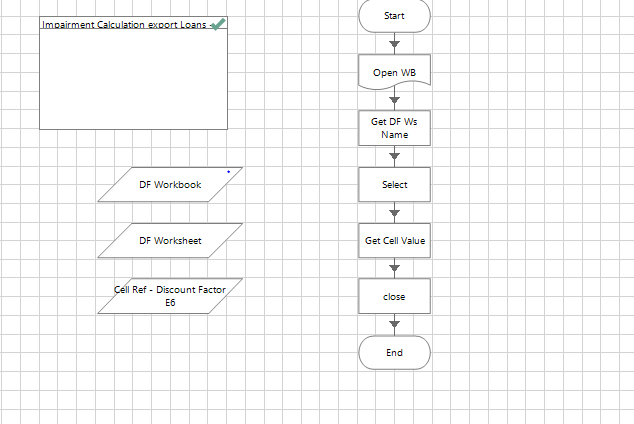 Impairment Calculation export Loans -
DF Workbook
DF Worksheet
Cell Ref - Discount Factor
E6
Start
Open WB
Get DF Ws
Name
Select
Get Cell Value
close
End